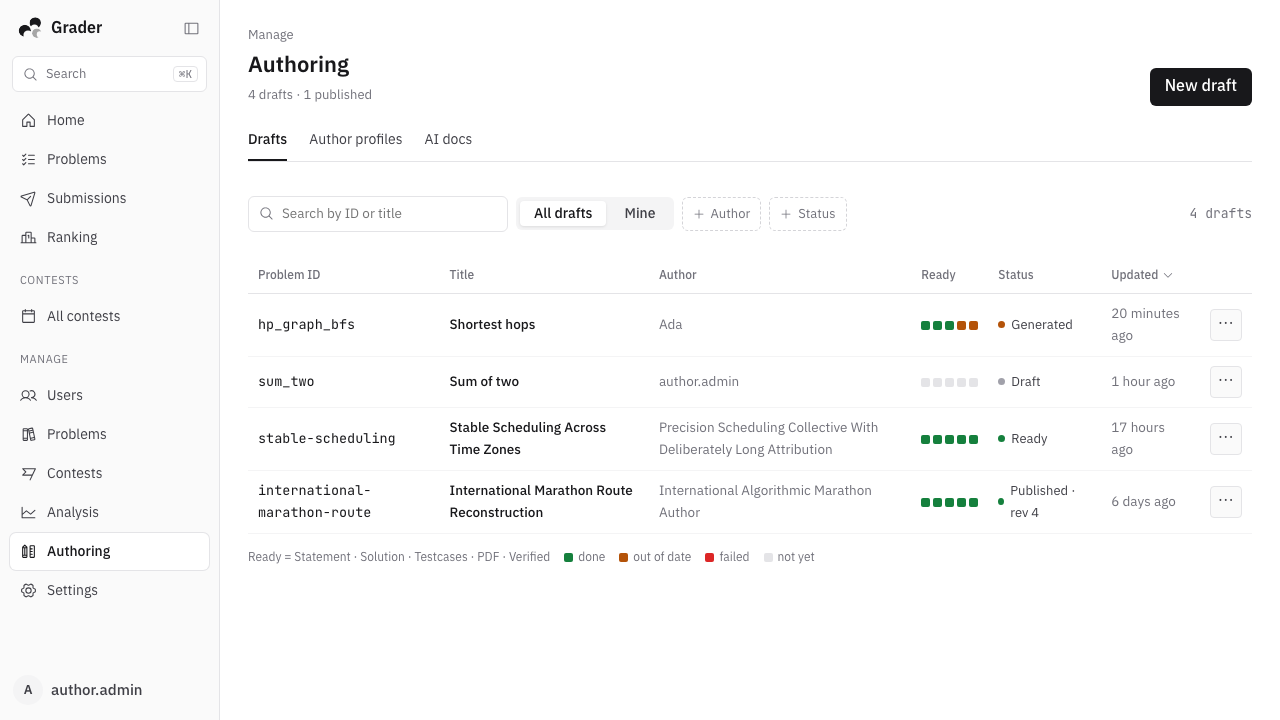 Grader
Search ⌘K
Home
Problems
Submissions
Ranking
CONTESTS
All contests
MANAGE
Users
Problems
Contests
Analysis
Authoring
Settings
A author.admin
Manage
Authoring
4 drafts · 1 published
New draft
Drafts Author profiles AI docs
Search by ID or title All drafts Mine + Author + Status 4 drafts
Problem ID Title Author Ready Status Updated
hp_graph_bfs Shortest hops Ada Generated 20 minutes
ago
···
sum_two Sum of two author.admin Draft 1 hour ago ···
stable-scheduling Stable Scheduling Across
Time Zones
Precision Scheduling Collective With
Deliberately Long Attribution
Ready
17 hours
ago
···
international-
marathon-route
International Marathon Route
Reconstruction
International Algorithmic Marathon
Author
Published ·
rev 4
6 days ago
···
Ready = Statement · Solution · Testcases · PDF · Verified done out of date failed not yet